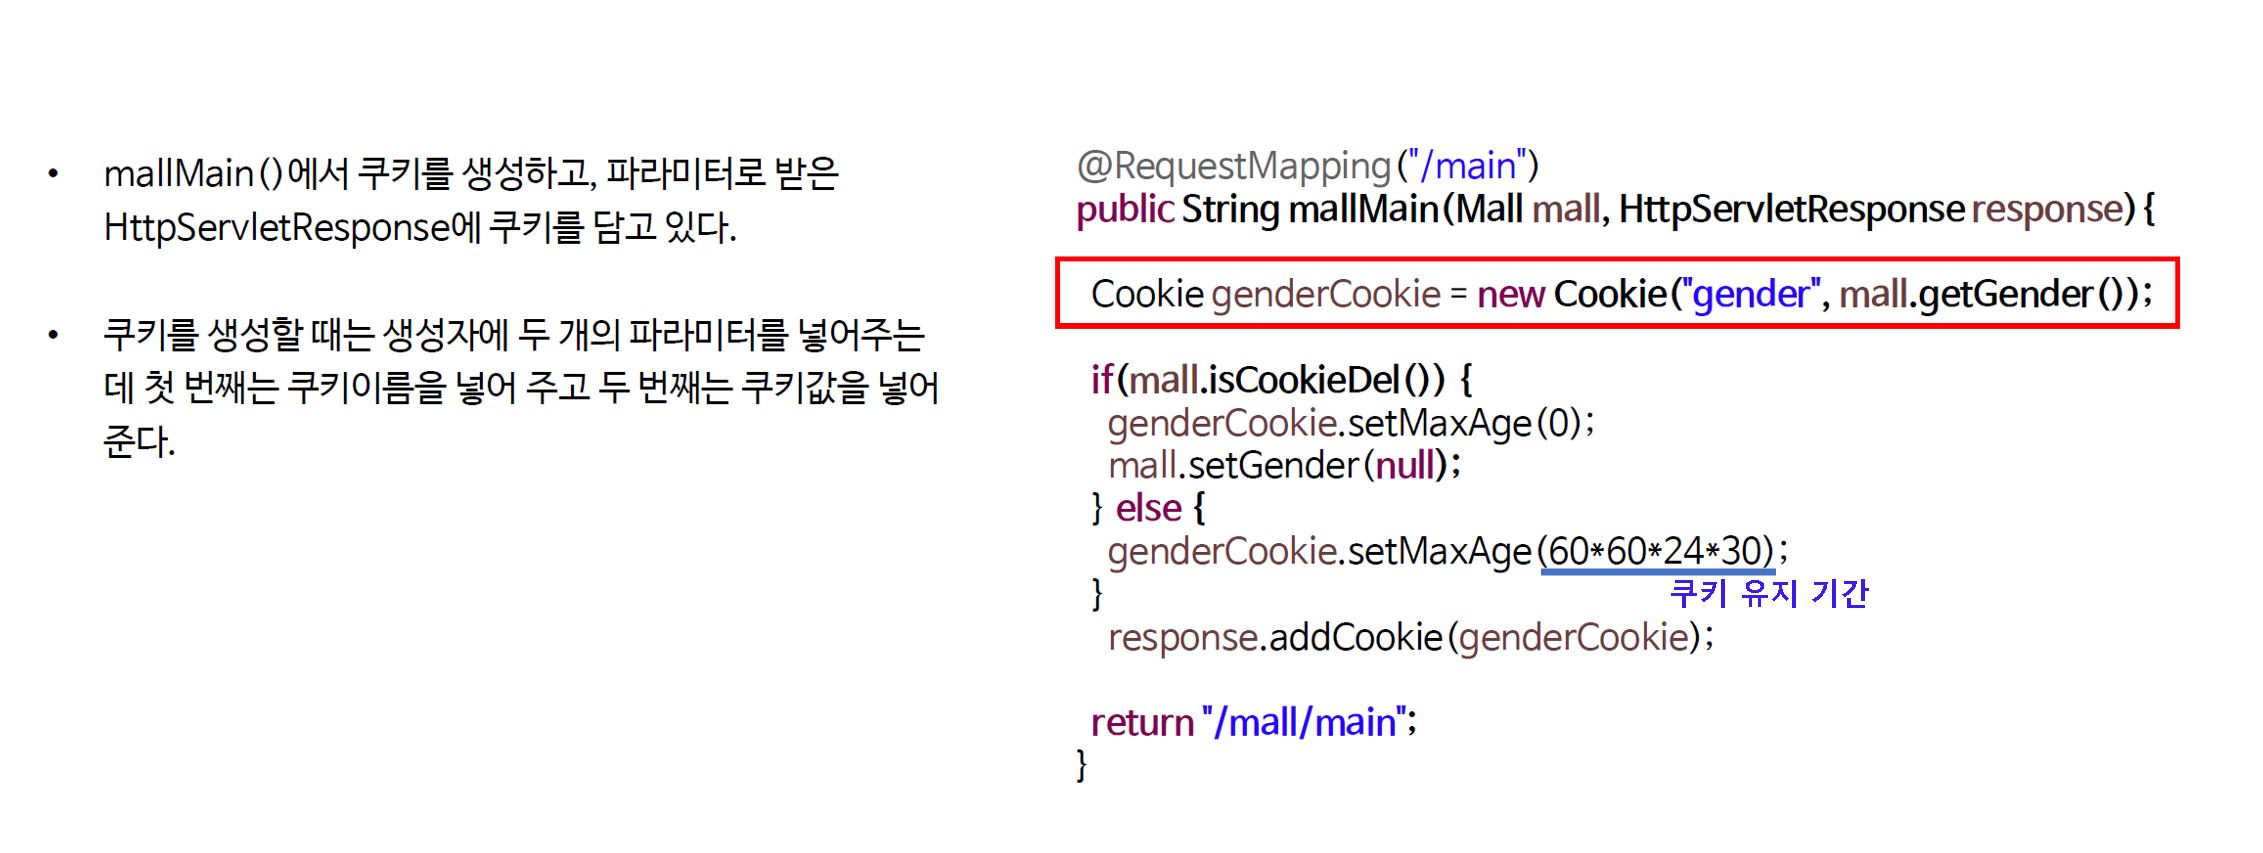 • mallMain()에서 쿠키를 생성하고, 파라미터로 받은
HttpServletResponse에 쿠키를 담고 있다.
• 쿠키를 생성할 때는 생성자에 두 개의 파라미터를 넣어주는
데 첫 번째는 쿠키이름을 넣어 주고 두 번째는 쿠키값을 넣어
준다.
@RequestMapping("/main")
public String mallMain(Mall mall, HttpServletResponse response) {
Cookie genderCookie = new Cookie("gender", mall.getGender());
if(mall.isCookieDel()) {
genderCookie.setMaxAge(0);
mall.setGender(null);
} else {
genderCookie.setMaxAge(60*60*24*30);
}
쿠키 유지 기간
response.addCookie(genderCookie);
return "/mall/main";
}